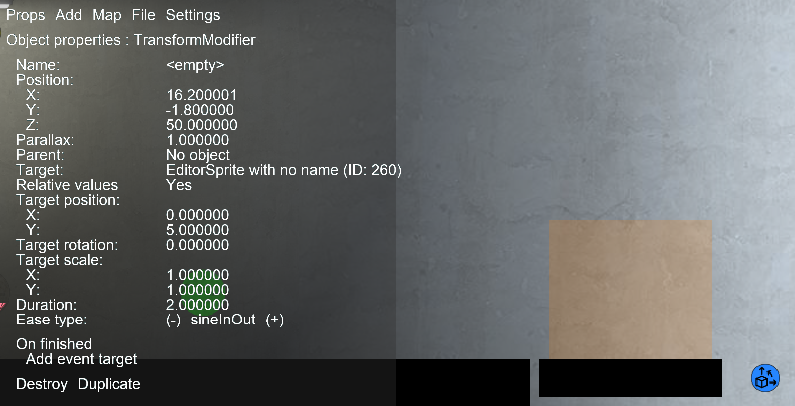 Props Add Map File Settings
Object properties : TransformModifier
Name: <empty>
Position:
X: 16.200001
Y: -1.800000
Z: 50.000000
Parallax: 1.000000
Parent: No object
Target: EditorSprite with no name (ID: 260)
Relative values Yes
Target position:
X: 0.000000
Y: 5.000000
Target rotation: 0.000000
Target scale:
X: 1.000000
Y: 1.000000
Duration: 2.000000
Ease type: (-) sineInOut (+)
On finished
Add event target
Destroy Duplicate